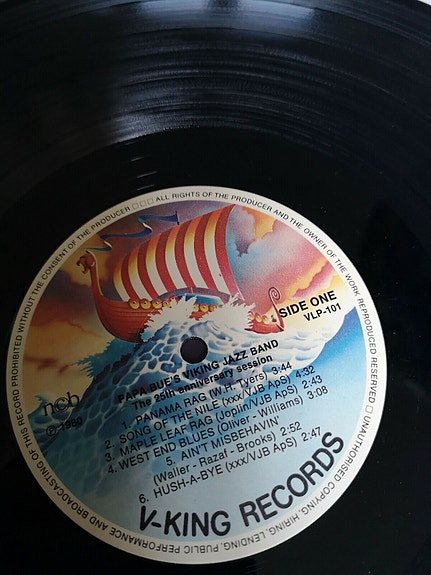 ALL RIGHTS OF THE PRODUCER AND THE OWNER OF THE WORK REPRODUCED RESERVED □ UNAUTHORISED COPYING, HIRING, LENDING, PUBLIC PERFORMANCE AND BROADCASTING OF THIS RECORD PROHIBITED WITHOUT THE CONSENT OF THE PRODUCER □□□
SIDE ONE
VLP-101
PAPA BUE'S VIKING JAZZ BAND
The 25th anniversary session
1. PANAMA RAG (W.H. Tyers) 3:44
2. SONG OF THE NILE (xxx/VJB ApS) 4:32
3. MAPLE LEAF RAG (Joplin/VJB ApS) 2:43
4. WEST END BLUES (Oliver - Williams) 3:08
5. AIN'T MISBEHAVIN'
(Waller - Razaf - Brooks) 2:52
6. HUSH-A-BYE (xxx/VJB ApS) 2:47
ncb
℗ 1980
V-KING RECORDS